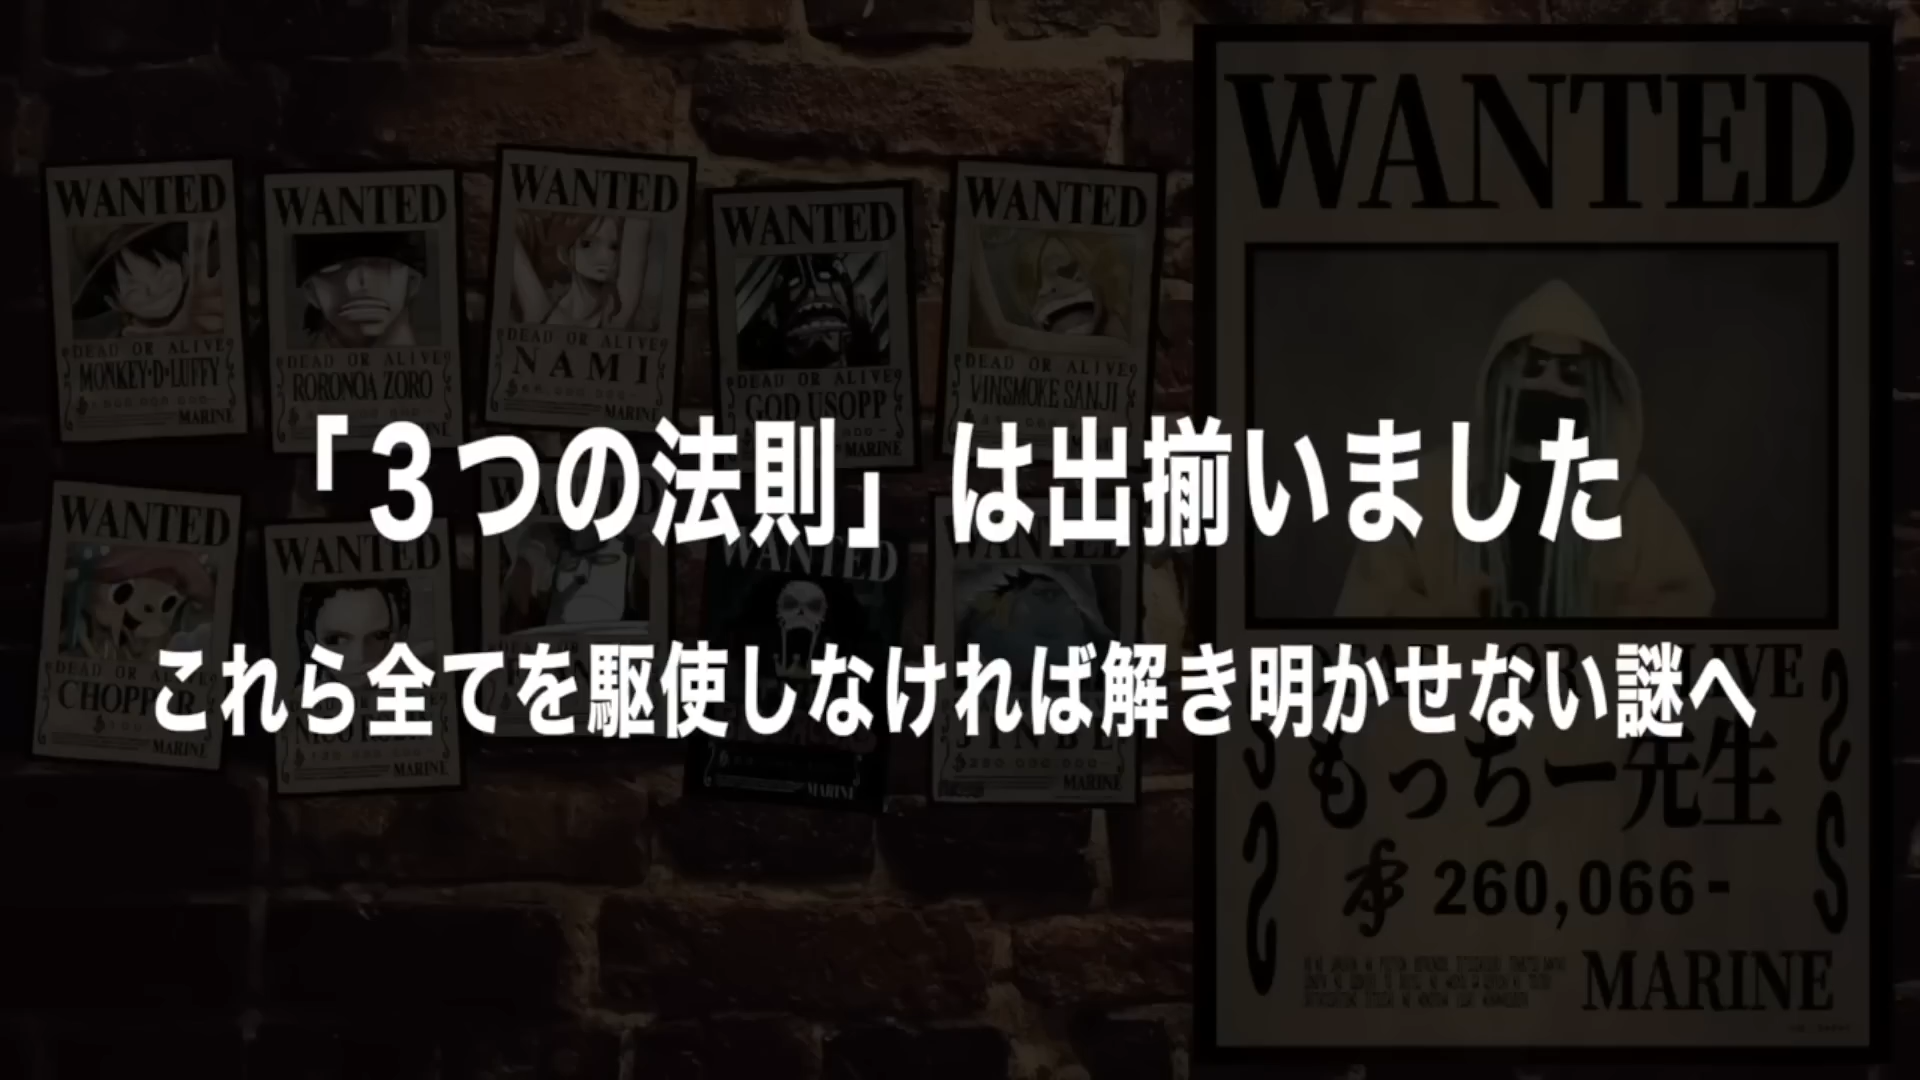 WANTED
WANTED
DEAD OR ALIVE
MONKEY・D・LUFFY
MARINE
WANTED
DEAD OR ALIVE
RORONOA ZORO
WANTED
DEAD OR ALIVE
NAMI
MARINE
WANTED
DEAD OR ALIVE
GOD USOPP
MARINE
WANTED
DEAD OR ALIVE
VINSMOKE SANJI
「３つの法則」は出揃いました
これら全てを駆使しなければ解き明かせない謎へ
WANTED
DEAD OR
CHOPPER
MARINE
WANTED
MARINE
WANTED
MARINE
WANTED
JINBE
MARINE
もっちー先生
260,066-
MARINE